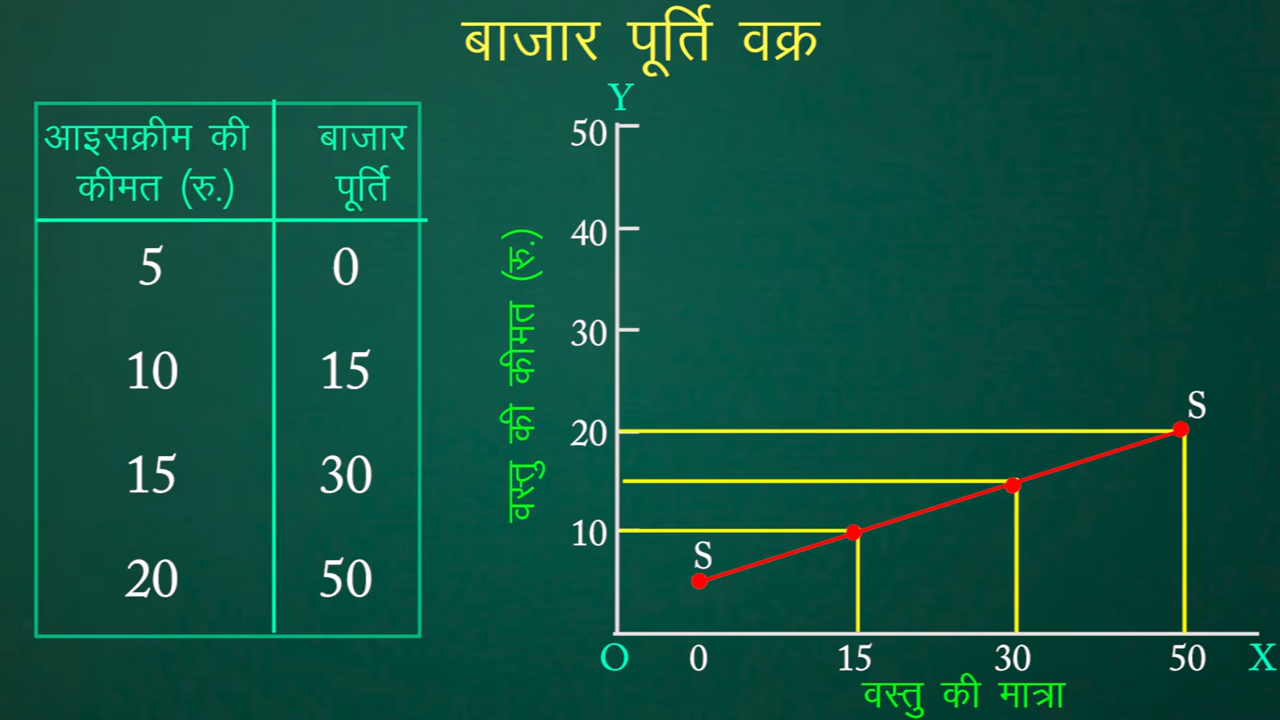 बाजार पूर्ति वक्र
आइसक्रीम की कीमत (रु.) बाजार पूर्ति
5 0
10 15
15 30
20 50
Y
50
40
30
20
10
वस्तु की कीमत (रु.)
S
S
O 0 15 30 50 X
वस्तु की मात्रा